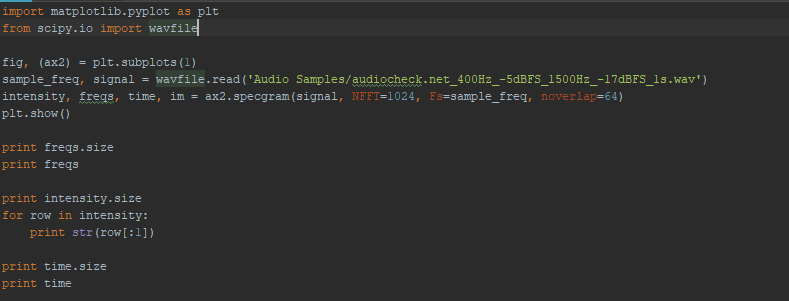 import matplotlib.pyplot as plt
from scipy.io import wavfile
fig, (ax2) = plt.subplots(1)
sample_freq, signal = wavfile.read('Audio Samples/audiocheck.net_400Hz_-5dBFS_1500Hz_-17dBFS_1s.wav')
intensity, freqs, time, im = ax2.specgram(signal, NFFT=1024, Fs=sample_freq, noverlap=64)
plt.show()
print freqs.size
print freqs
print intensity.size
for row in intensity:
    print str(row[:1])
print time.size
print time